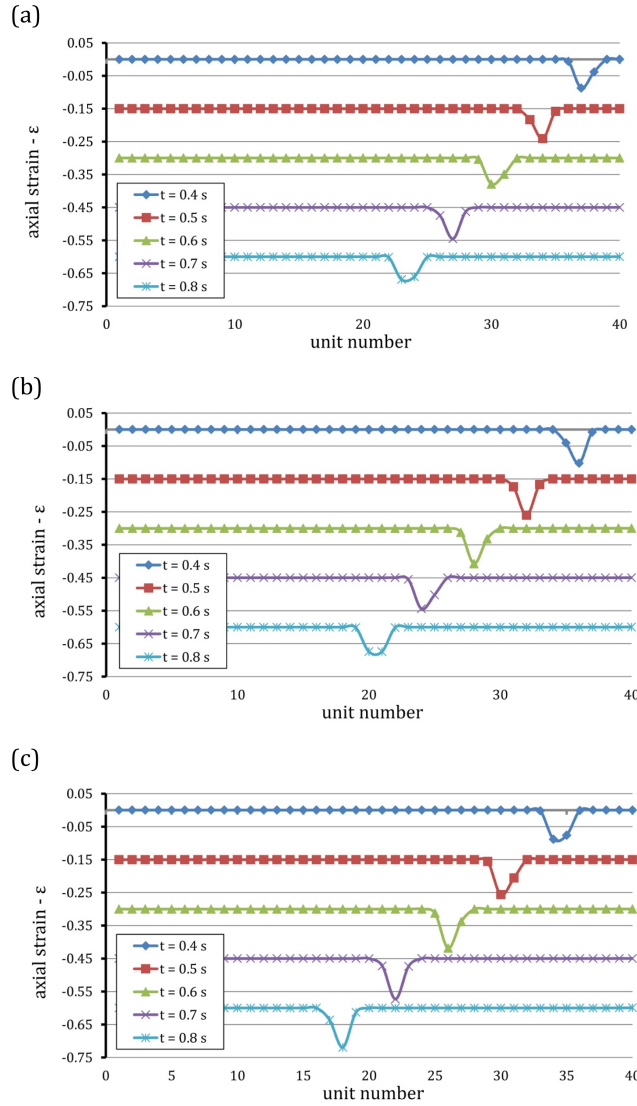 (a)
0.05
-0.05
-0.15
-0.25
-0.35
-0.45
-0.55
-0.65
-0.75
axial strain - ε
t = 0.4 s
t = 0.5 s
t = 0.6 s
t = 0.7 s
t = 0.8 s
0 10 20 30 40
unit number
(b)
0.05
-0.05
-0.15
-0.25
-0.35
-0.45
-0.55
-0.65
-0.75
axial strain - ε
t = 0.4 s
t = 0.5 s
t = 0.6 s
t = 0.7 s
t = 0.8 s
0 10 20 30 40
unit number
(c)
0.05
-0.05
-0.15
-0.25
-0.35
-0.45
-0.55
-0.65
-0.75
axial strain - ε
t = 0.4 s
t = 0.5 s
t = 0.6 s
t = 0.7 s
t = 0.8 s
0 5 10 15 20 25 30 35 40
unit number